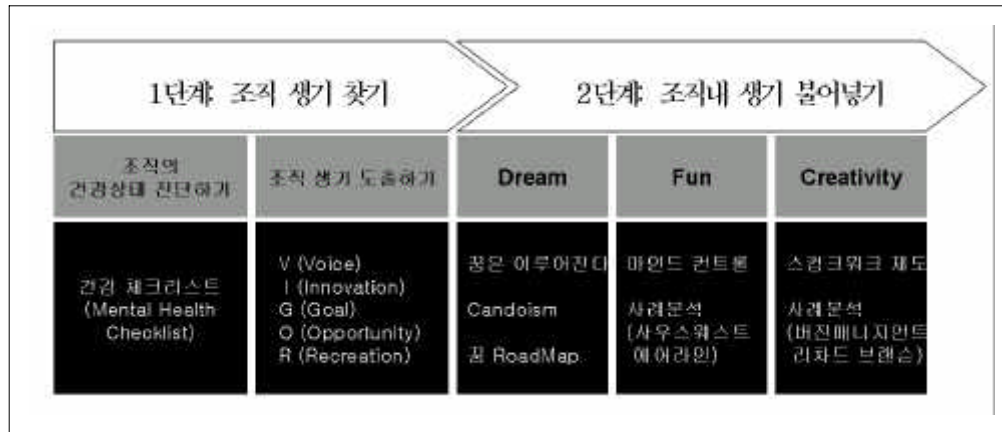 1단계: 조직 생기 찾기
2단계: 조직내 생기 불어넣기
조직의
건강상태 진단하기
조직 생기 도출하기
Dream
Fun
Creativity
건강 체크리스트
(Mental Health
Checklist)
V (Voice)
I (Innovation)
G (Goal)
O (Opportunity)
R (Recreation)
꿈은 이루어진다
Candoism
꿈 RoadMap
마인드 컨트론
사례분석
(사우스웨스트
에어라인)
스컹크워크 제도
사례분석
(버진매니지먼트
리차드 브랜슨)